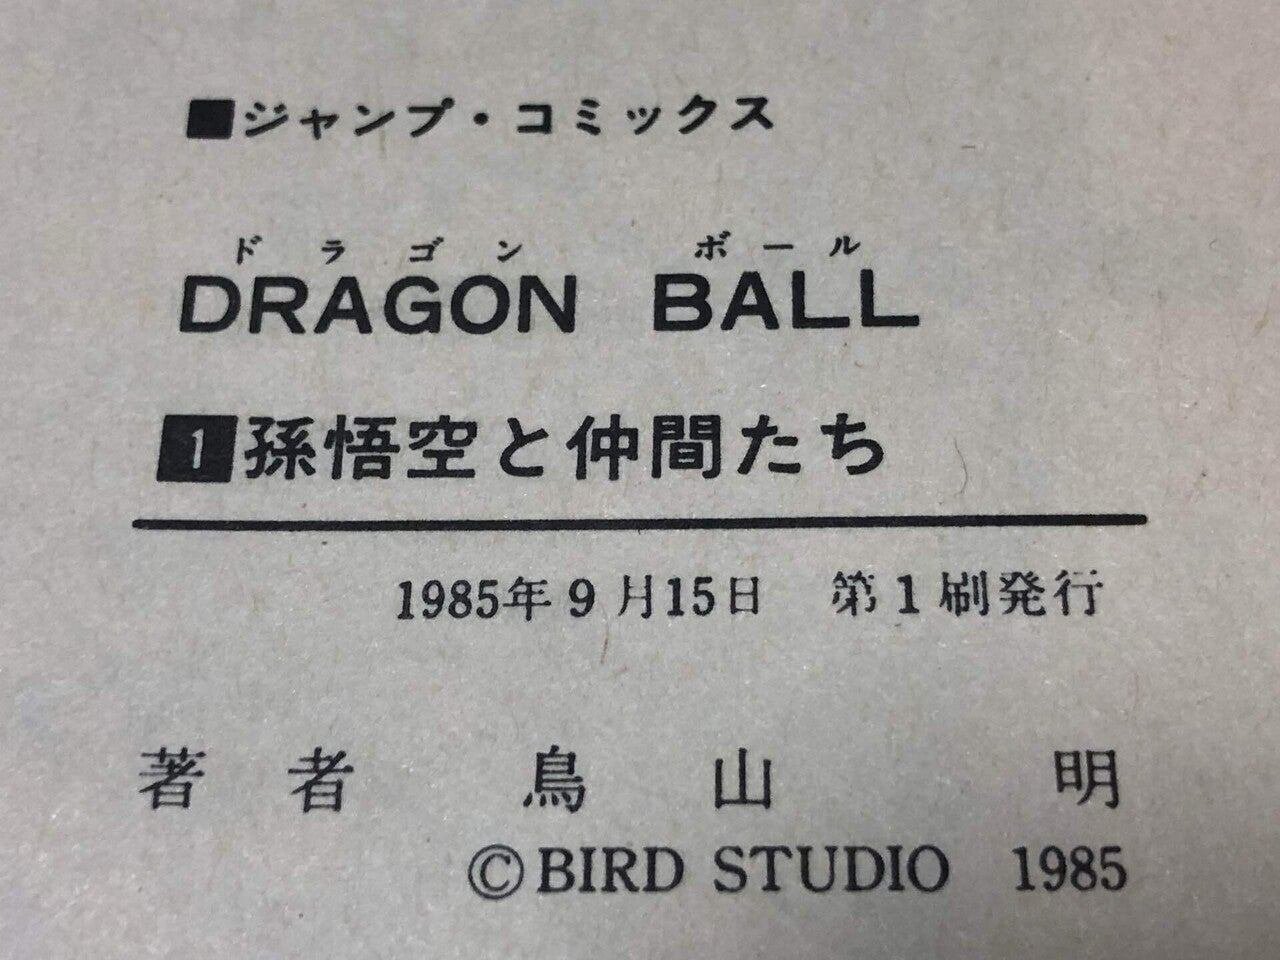 ■ジャンプ・コミックス
ドラゴン ボール
DRAGON BALL
1 孫悟空と仲間たち
1985年9月15日 第1刷発行
著者 鳥山明
©BIRD STUDIO 1985